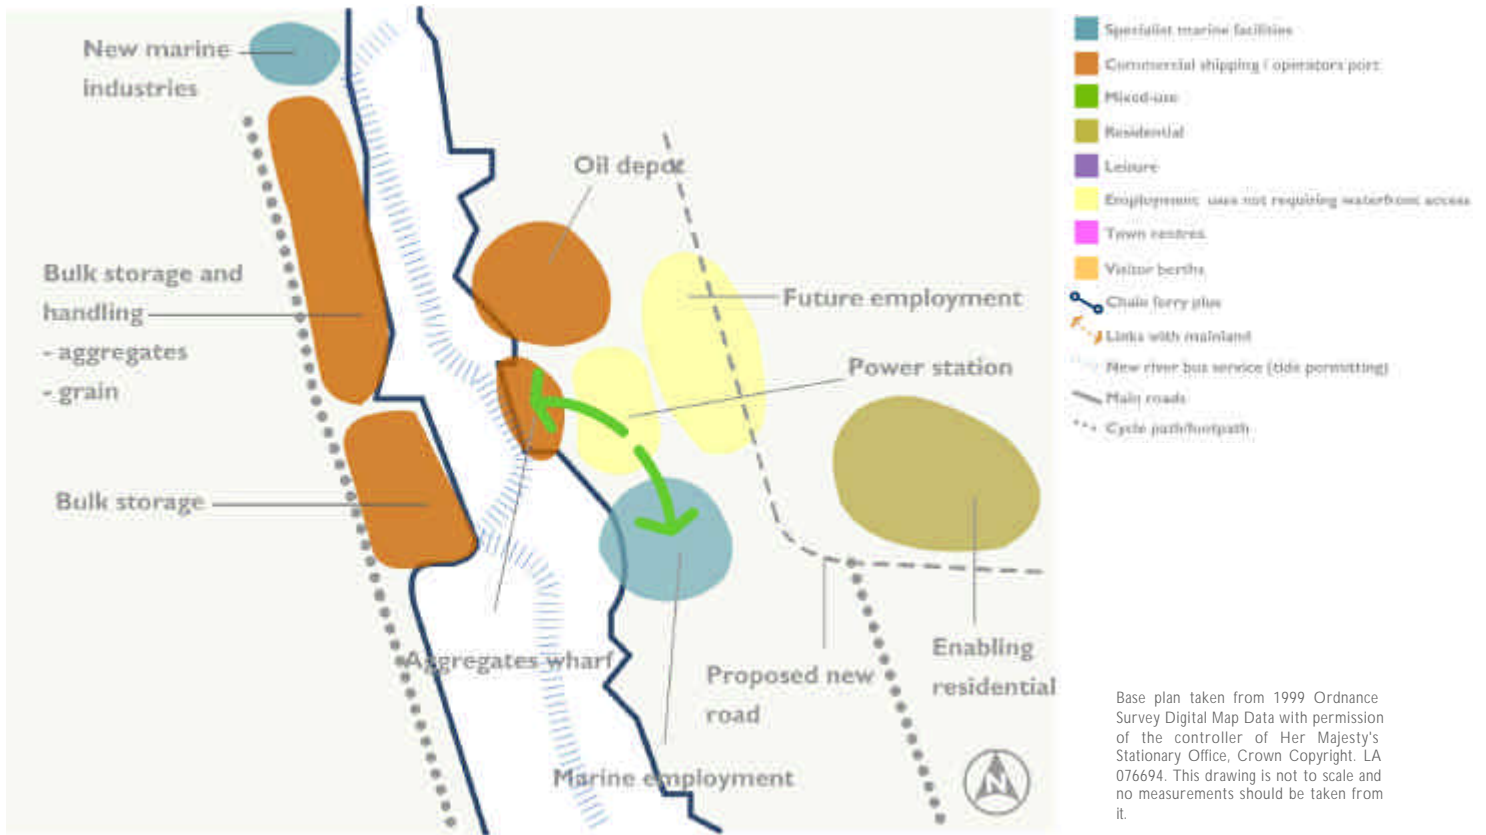 New marine
industries
Oil depot
Bulk storage and
handling
- aggregates
- grain
Future employment
Power station
Bulk storage
Aggregates wharf
Proposed new
road
Enabling
residential
Marine employment
N
Specialist marine facilities
Commercial shipping / operators port
Mixed-use
Residential
Leisure
Employment uses not requiring waterfront access
Town centres
Visitor berths
Chain ferry plus
Links with mainland
New river bus service (tide permitting)
Main roads
Cycle path/footpath
Base plan taken from 1999 Ordnance
Survey Digital Map Data with permission
of the controller of Her Majesty's
Stationary Office, Crown Copyright. LA
076694. This drawing is not to scale and
no measurements should be taken from
it.